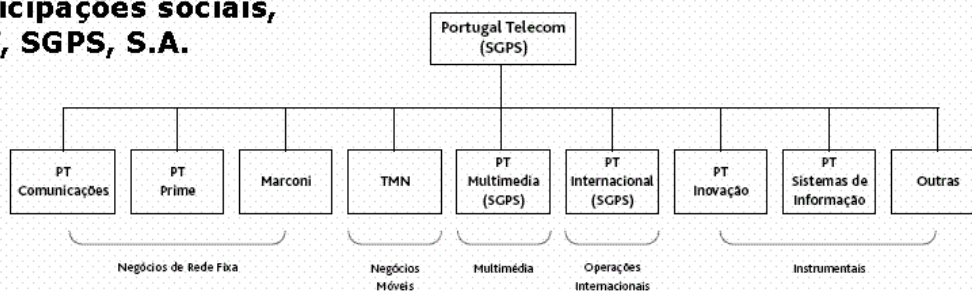 sociais,
SGPS, S.A.
Portugal Telecom
(SGPS)
PT
Comunicações
PT
Prime
Marconi
TMN
PT
Multimedia
(SGPS)
PT
Internacional
(SGPS)
PT
Inovação
PT
Sistemas de
Informação
Outras
Negócios de Rede Fixa
Negócios
Móveis
Multimédia
Operações
Internacionais
Instrumentais